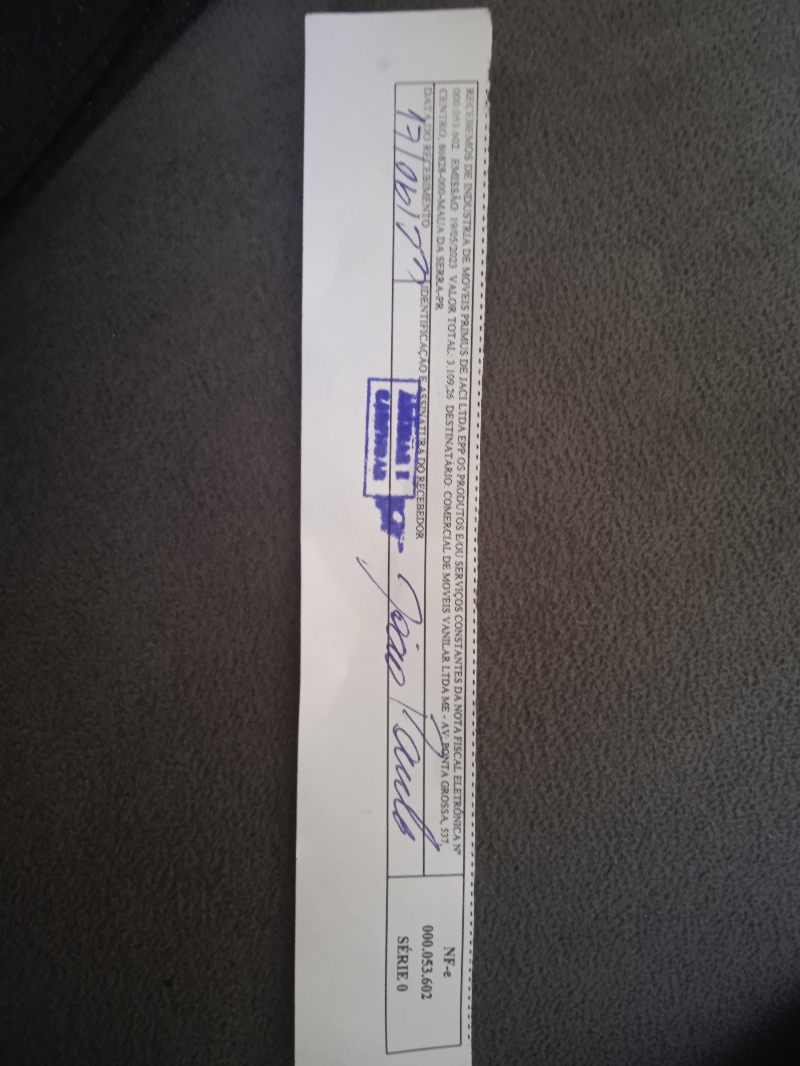 RECEBEMOS DE INDUSTRIA DE MOVEIS PRIMUS DE JACI LTDA EPP OS PRODUTOS E/OU SERVIÇOS CONSTANTES DA NOTA FISCAL ELETRÔNICA Nº
000.053.602 EMISSÃO: 19/05/2023 VALOR TOTAL: 3.109,26 DESTINATÁRIO: COMERCIAL DE MOVEIS VANILAR LTDA ME - AV. PONTA GROSSA, 537,
CENTRO, 86828-000-MAUA DA SERRA-PR
DATA DO RECEBIMENTO
IDENTIFICAÇÃO E ASSINATURA DO RECEBEDOR
João Paulo
NF-e
000.053.602
SÉRIE 0